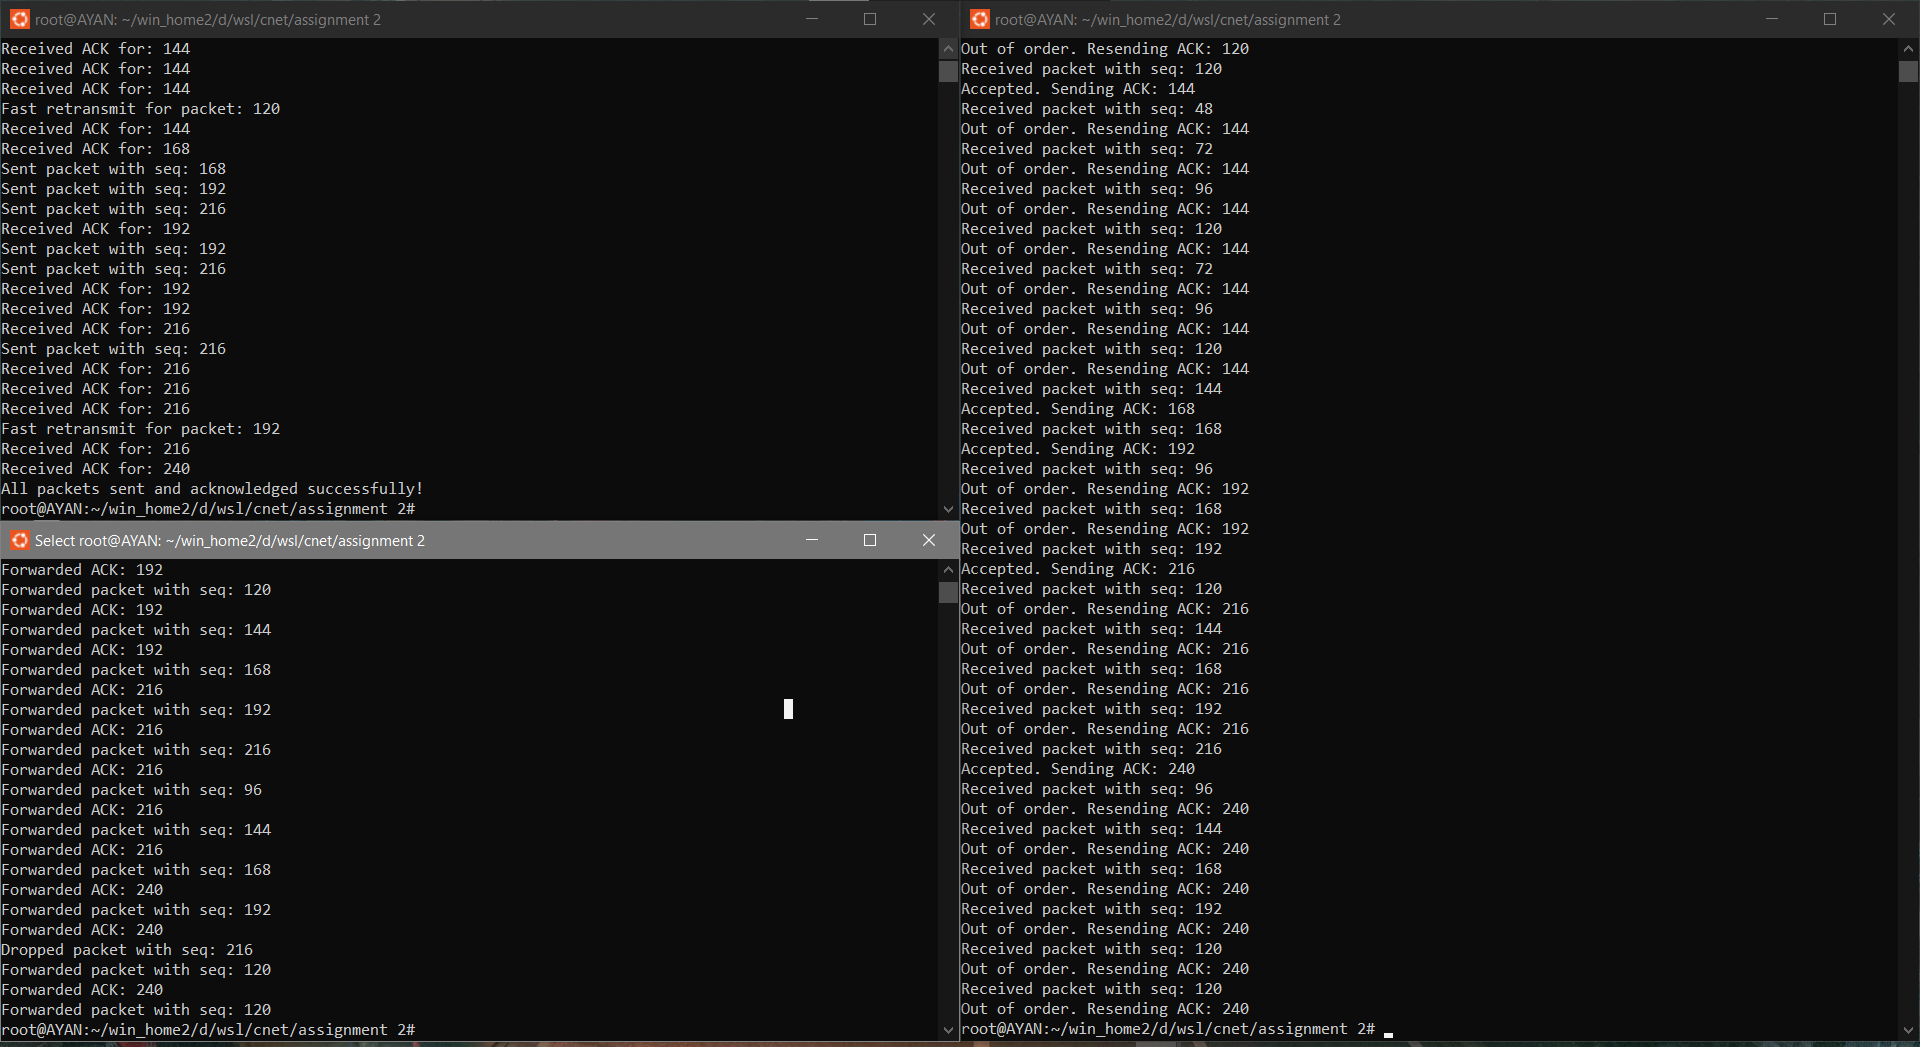 root@AYAN: ~/win_home2/d/wsl/cnet/assignment 2
Received ACK for: 144
Received ACK for: 144
Received ACK for: 144
Fast retransmit for packet: 120
Received ACK for: 144
Received ACK for: 168
Sent packet with seq: 168
Sent packet with seq: 192
Sent packet with seq: 216
Received ACK for: 192
Sent packet with seq: 192
Sent packet with seq: 216
Received ACK for: 192
Received ACK for: 192
Received ACK for: 216
Sent packet with seq: 216
Received ACK for: 216
Received ACK for: 216
Received ACK for: 216
Fast retransmit for packet: 192
Received ACK for: 216
Received ACK for: 240
All packets sent and acknowledged successfully!
root@AYAN:~/win_home2/d/wsl/cnet/assignment 2#
Select root@AYAN: ~/win_home2/d/wsl/cnet/assignment 2
Forwarded ACK: 192
Forwarded packet with seq: 120
Forwarded ACK: 192
Forwarded packet with seq: 144
Forwarded ACK: 192
Forwarded packet with seq: 168
Forwarded ACK: 216
Forwarded packet with seq: 192
Forwarded ACK: 216
Forwarded packet with seq: 216
Forwarded ACK: 216
Forwarded packet with seq: 96
Forwarded ACK: 216
Forwarded packet with seq: 144
Forwarded ACK: 216
Forwarded packet with seq: 168
Forwarded ACK: 240
Forwarded packet with seq: 192
Forwarded ACK: 240
Dropped packet with seq: 216
Forwarded packet with seq: 120
Forwarded ACK: 240
Forwarded packet with seq: 120
root@AYAN:~/win_home2/d/wsl/cnet/assignment 2#
root@AYAN: ~/win_home2/d/wsl/cnet/assignment 2
Out of order. Resending ACK: 120
Received packet with seq: 120
Accepted. Sending ACK: 144
Received packet with seq: 48
Out of order. Resending ACK: 144
Received packet with seq: 72
Out of order. Resending ACK: 144
Received packet with seq: 96
Out of order. Resending ACK: 144
Received packet with seq: 120
Out of order. Resending ACK: 144
Received packet with seq: 72
Out of order. Resending ACK: 144
Received packet with seq: 96
Out of order. Resending ACK: 144
Received packet with seq: 120
Out of order. Resending ACK: 144
Received packet with seq: 144
Accepted. Sending ACK: 168
Received packet with seq: 168
Accepted. Sending ACK: 192
Received packet with seq: 96
Out of order. Resending ACK: 192
Received packet with seq: 168
Out of order. Resending ACK: 192
Received packet with seq: 192
Accepted. Sending ACK: 216
Received packet with seq: 120
Out of order. Resending ACK: 216
Received packet with seq: 144
Out of order. Resending ACK: 216
Received packet with seq: 168
Out of order. Resending ACK: 216
Received packet with seq: 192
Out of order. Resending ACK: 216
Received packet with seq: 216
Accepted. Sending ACK: 240
Received packet with seq: 96
Out of order. Resending ACK: 240
Received packet with seq: 144
Out of order. Resending ACK: 240
Received packet with seq: 168
Out of order. Resending ACK: 240
Received packet with seq: 192
Out of order. Resending ACK: 240
Received packet with seq: 120
Out of order. Resending ACK: 240
Received packet with seq: 120
Out of order. Resending ACK: 240
root@AYAN:~/win_home2/d/wsl/cnet/assignment 2#